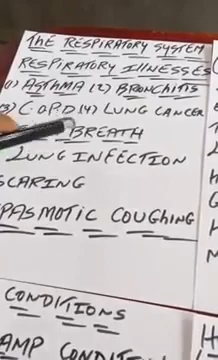 THE RESPIRATORY SYSTEM
RESPIRATORY ILLNESSES
(1) ASTHMA (2) BRONCHITIS
(3) C.O.P.D. (4) LUNG CANCER
BREATH
LUNG INFECTION
SCARING
SPASMOTIC COUGHING
CONDITIONS